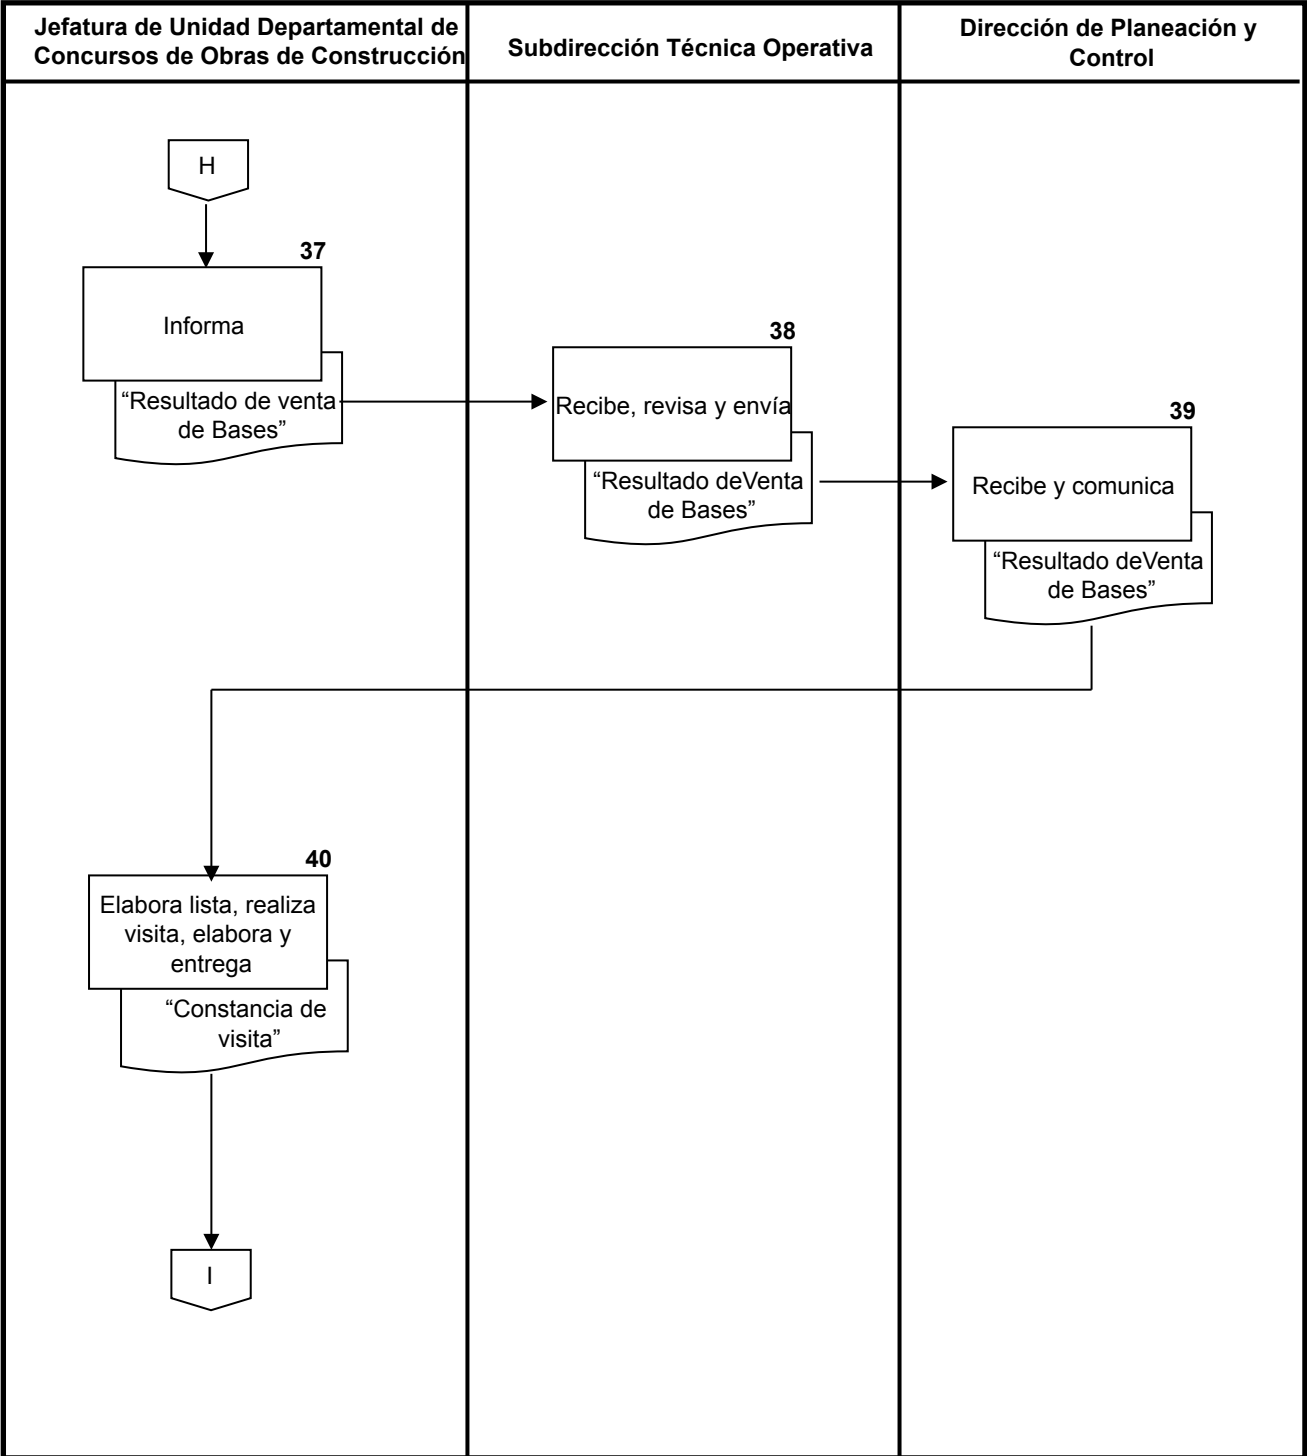 Jefatura de Unidad Departamental de
Concursos de Obras de Construcción
Subdirección Técnica Operativa
Dirección de Planeación y
Control
H
37
Informa
“Resultado de venta
de Bases”
38
Recibe, revisa y envía
“Resultado deVenta
de Bases”
39
Recibe y comunica
“Resultado deVenta
de Bases”
40
Elabora lista, realiza
visita, elabora y
entrega
“Constancia de
visita”
I